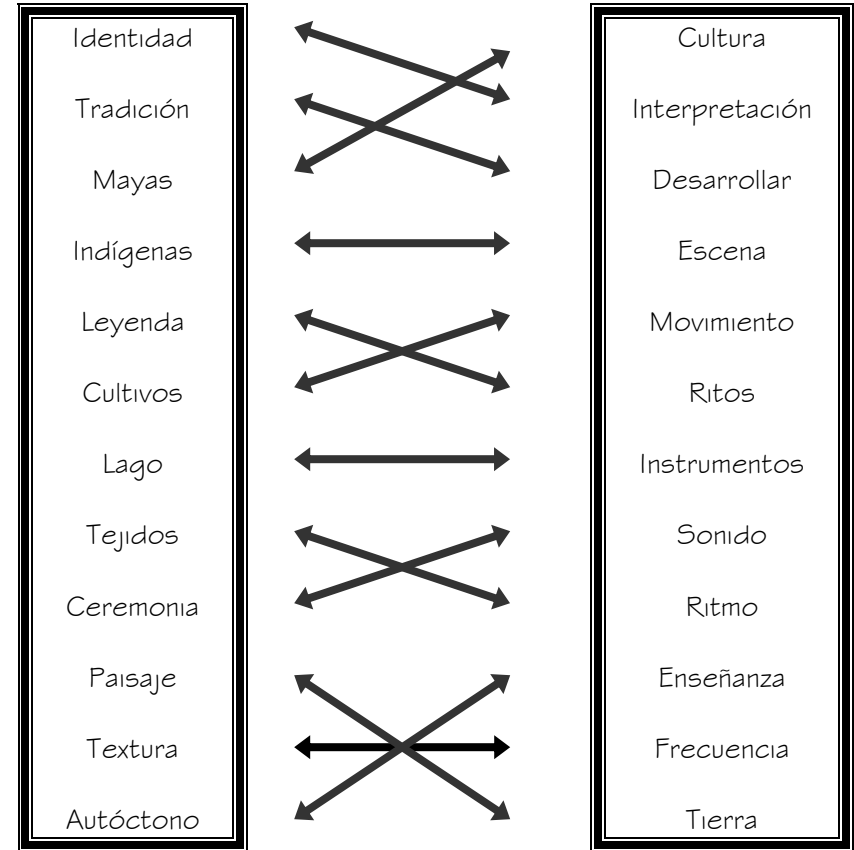 Identidad
Tradición
Mayas
Indígenas
Leyenda
Cultivos
Lago
Tejidos
Ceremonia
Paisaje
Textura
Autóctono
Cultura
Interpretación
Desarrollar
Escena
Movimiento
Ritos
Instrumentos
Sonido
Ritmo
Enseñanza
Frecuencia
Tierra